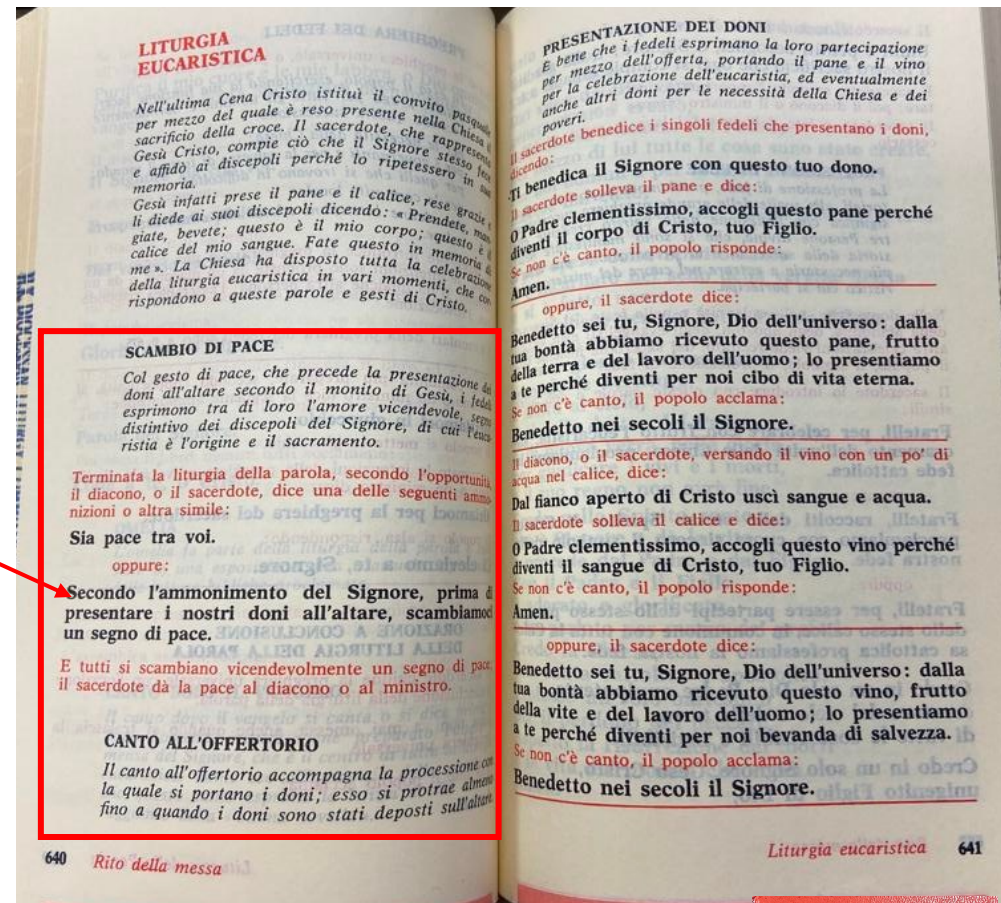 LITURGIA
EUCARISTICA
Nell'ultima Cena Cristo istituì il convito pasquale
per mezzo del quale è reso presente nella Chiesa il
sacrificio della croce. Il sacerdote, che rappresenta
Gesù Cristo, compie ciò che il Signore stesso fece
e affidò ai discepoli perché lo ripetessero in sua
memoria.
Gesù infatti prese il pane e il calice, rese grazie e
li diede ai suoi discepoli dicendo: « Prendete, man-
giate, bevete; questo è il mio corpo; questo è il
calice del mio sangue. Fate questo in memoria di
me ». La Chiesa ha disposto tutta la celebrazione
della liturgia eucaristica in vari momenti, che cor-
rispondono a queste parole e gesti di Cristo.
SCAMBIO DI PACE
Col gesto di pace, che precede la presentazione dei
doni all'altare secondo il monito di Gesù, i fedeli
esprimono tra di loro l'amore vicendevole, segno
distintivo dei discepoli del Signore, di cui l'euca-
ristia è l'origine e il sacramento.
Terminata la liturgia della parola, secondo l'opportunità,
il diacono, o il sacerdote, dice una delle seguenti ammo-
nizioni o altra simile:
Sia pace tra voi.
oppure:
Secondo l'ammonimento del Signore, prima di
presentare i nostri doni all'altare, scambiamoci
un segno di pace.
E tutti si scambiano vicendevolmente un segno di pace;
il sacerdote dà la pace al diacono o al ministro.
CANTO ALL'OFFERTORIO
Il canto all'offertorio accompagna la processione con
la quale si portano i doni; esso si protrae almeno
fino a quando i doni sono stati deposti sull'altare.
640 Rito della messa
PRESENTAZIONE DEI DONI
È bene che i fedeli esprimano la loro partecipazione
per mezzo dell'offerta, portando il pane e il vino
per la celebrazione dell'eucaristia, ed eventualmente
anche altri doni per le necessità della Chiesa e dei
poveri.
Il sacerdote benedice i singoli fedeli che presentano i doni,
dicendo:
Ti benedica il Signore con questo tuo dono.
Il sacerdote solleva il pane e dice:
O Padre clementissimo, accogli questo pane perché
diventi il corpo di Cristo, tuo Figlio.
Se non c'è canto, il popolo risponde:
Amen.
oppure, il sacerdote dice:
Benedetto sei tu, Signore, Dio dell'universo: dalla
tua bontà abbiamo ricevuto questo pane, frutto
della terra e del lavoro dell'uomo; lo presentiamo
a te perché diventi per noi cibo di vita eterna.
Se non c'è canto, il popolo acclama:
Benedetto nei secoli il Signore.
Il diacono, o il sacerdote, versando il vino con un po' di
acqua nel calice, dice:
Dal fianco aperto di Cristo uscì sangue e acqua.
Il sacerdote solleva il calice e dice:
O Padre clementissimo, accogli questo vino perché
diventi il sangue di Cristo, tuo Figlio.
Se non c'è canto, il popolo risponde:
Amen.
oppure, il sacerdote dice:
Benedetto sei tu, Signore, Dio dell'universo: dalla
tua bontà abbiamo ricevuto questo vino, frutto
della vite e del lavoro dell'uomo; lo presentiamo
a te perché diventi per noi bevanda di salvezza.
Se non c'è canto, il popolo acclama:
Benedetto nei secoli il Signore.
Liturgia eucaristica 641